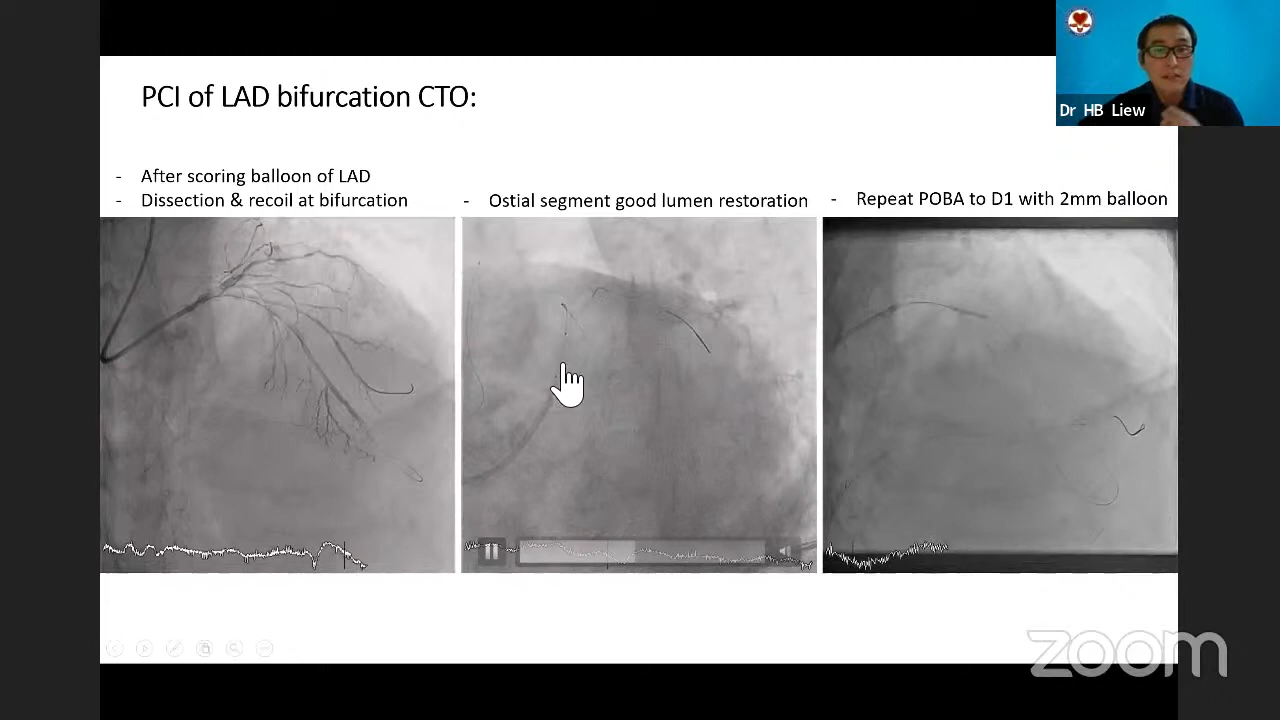 PCI of LAD bifurcation CTO:
- After scoring balloon of LAD
- Dissection & recoil at bifurcation
- Ostial segment good lumen restoration
- Repeat POBA to D1 with 2mm balloon
Dr HB Liew
zoom